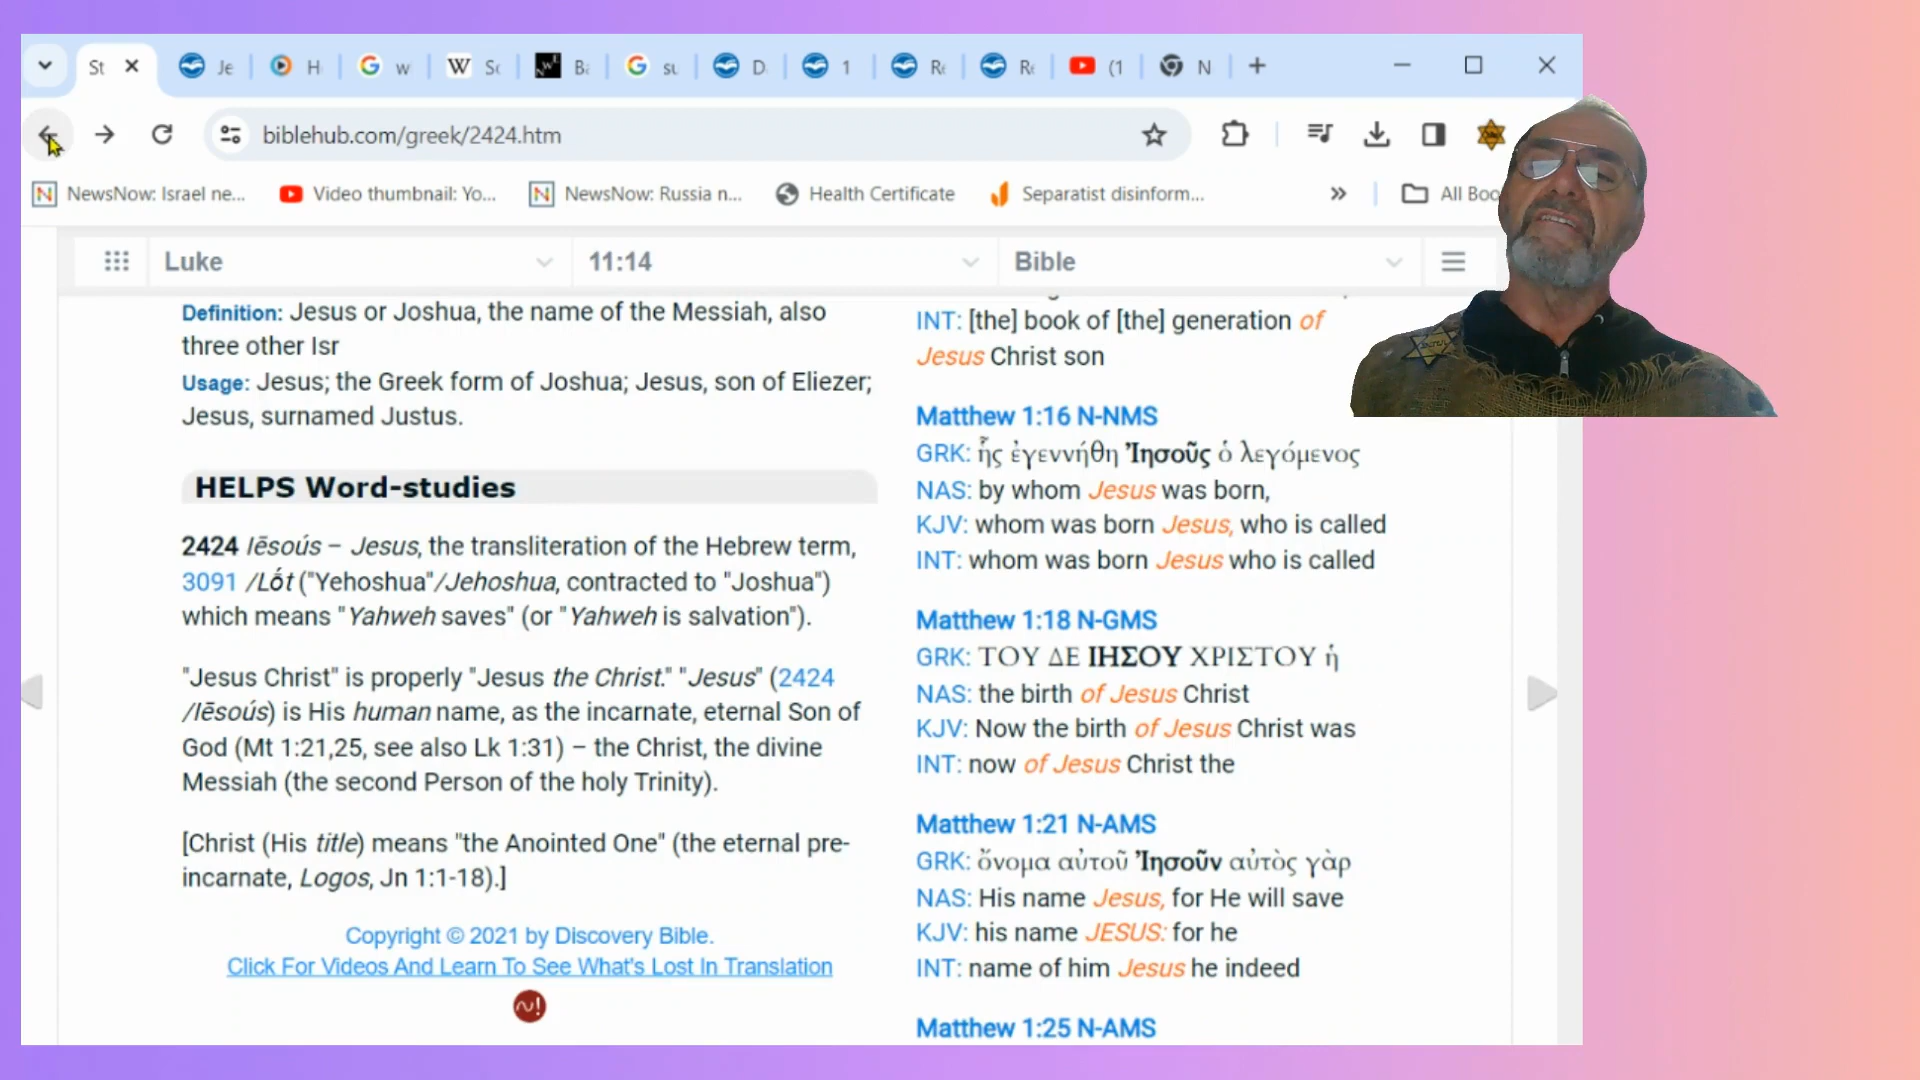 St
Je
H
w
Sc
Ba
su
D
1
Re
Re
(1
N
biblehub.com/greek/2424.htm
NewsNow: Israel ne...
Video thumbnail: Yo...
NewsNow: Russia n...
Health Certificate
Separatist disinform...
All Boo
Luke
11:14
Bible
Definition: Jesus or Joshua, the name of the Messiah, also
three other Isr
Usage: Jesus; the Greek form of Joshua; Jesus, son of Eliezer;
Jesus, surnamed Justus.
HELPS Word-studies
2424 Iēsoús – Jesus, the transliteration of the Hebrew term,
3091 /Lṓt ("Yehoshua"/Jehoshua, contracted to "Joshua")
which means "Yahweh saves" (or "Yahweh is salvation").
"Jesus Christ" is properly "Jesus the Christ." "Jesus" (2424
/Iēsoús) is His human name, as the incarnate, eternal Son of
God (Mt 1:21,25, see also Lk 1:31) – the Christ, the divine
Messiah (the second Person of the holy Trinity).
[Christ (His title) means "the Anointed One" (the eternal pre-
incarnate, Logos, Jn 1:1-18).]
Copyright © 2021 by Discovery Bible.
Click For Videos And Learn To See What's Lost In Translation
INT: [the] book of [the] generation of
Jesus Christ son
Matthew 1:16 N-NMS
GRK: ἧς ἐγεννήθη Ἰησοῦς ὁ λεγόμενος
NAS: by whom Jesus was born,
KJV: whom was born Jesus, who is called
INT: whom was born Jesus who is called
Matthew 1:18 N-GMS
GRK: ΤΟΥ ΔΕ ΙΗΣΟΥ ΧΡΙΣΤΟΥ ἡ
NAS: the birth of Jesus Christ
KJV: Now the birth of Jesus Christ was
INT: now of Jesus Christ the
Matthew 1:21 N-AMS
GRK: ὄνομα αὐτοῦ Ἰησοῦν αὐτὸς γὰρ
NAS: His name Jesus, for He will save
KJV: his name JESUS: for he
INT: name of him Jesus he indeed
Matthew 1:25 N-AMS